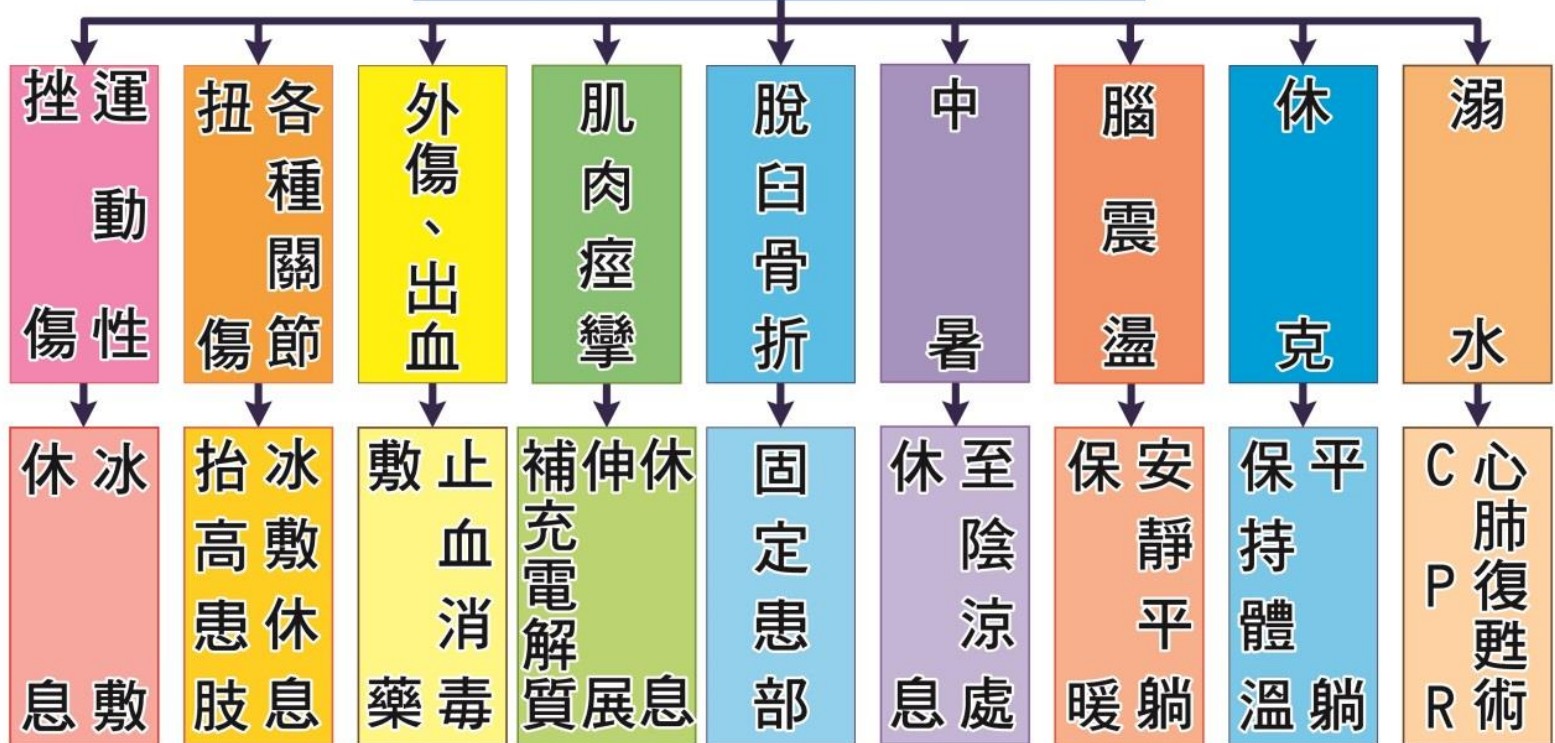 運動性
挫傷
各種關節
扭傷
外傷、出血
肌肉痙攣
脫臼骨折
中暑
腦震盪
休克
溺水
冰敷
休息
冰敷休息
抬高患肢
止血消毒
敷藥
休息
伸展
補充電解質
固定患部
至陰涼處
休息
安靜平躺
保暖
平躺
保持體溫
心肺復甦術
CPR